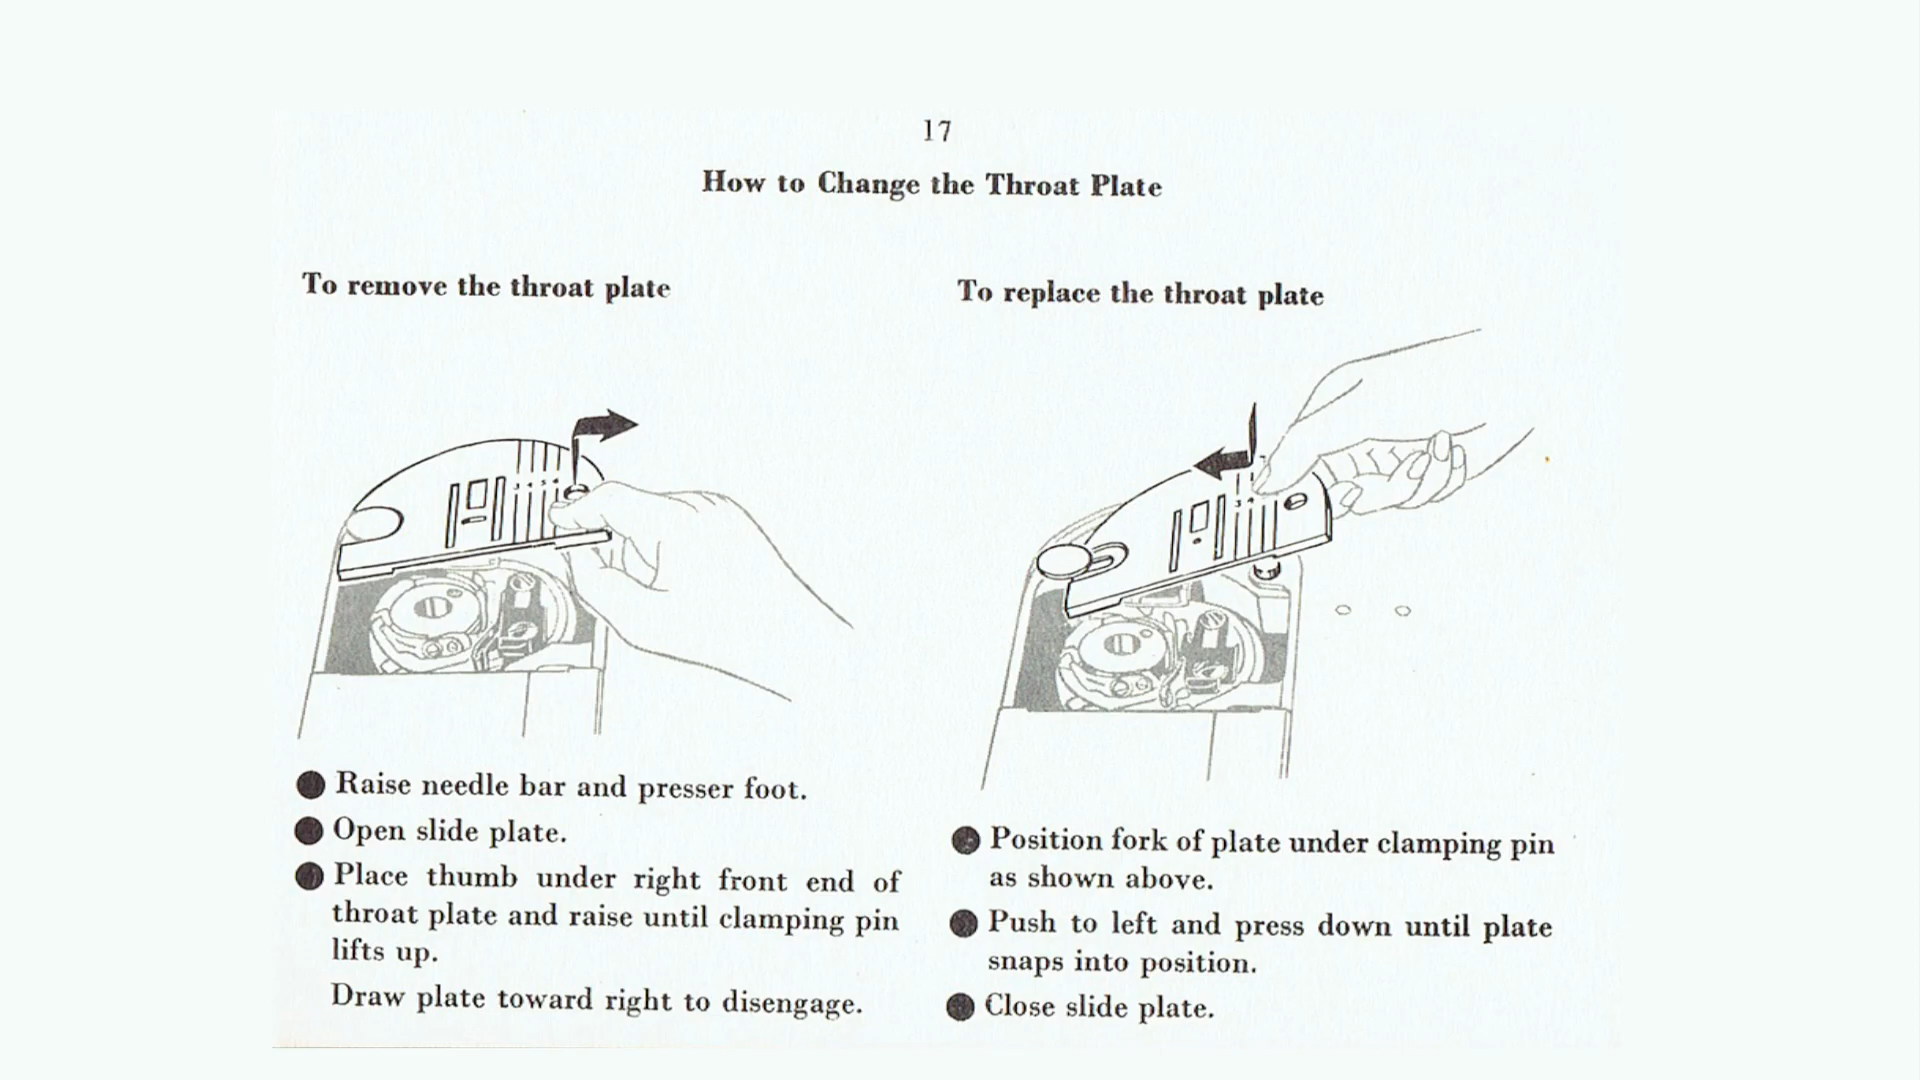 17
How to Change the Throat Plate
To remove the throat plate
Raise needle bar and presser foot.
Open slide plate.
Place thumb under right front end of
throat plate and raise until clamping pin
lifts up.
Draw plate toward right to disengage.
To replace the throat plate
Position fork of plate under clamping pin
as shown above.
Push to left and press down until plate
snaps into position.
Close slide plate.